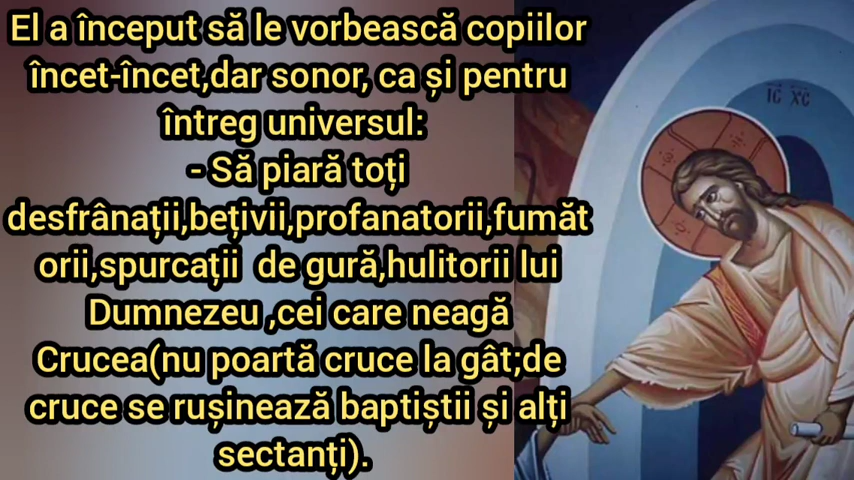 El a început să le vorbească copiilor
încet-încet,dar sonor, ca și pentru
întreg universul:
- Să piară toți
desfrânații,bețivii,profanatorii,fumăt
orii,spurcații de gură,hulitorii lui
Dumnezeu ,cei care neagă
Crucea(nu poartă cruce la gât;de
cruce se rușinează baptiștii și alți
sectanți).
IC XC